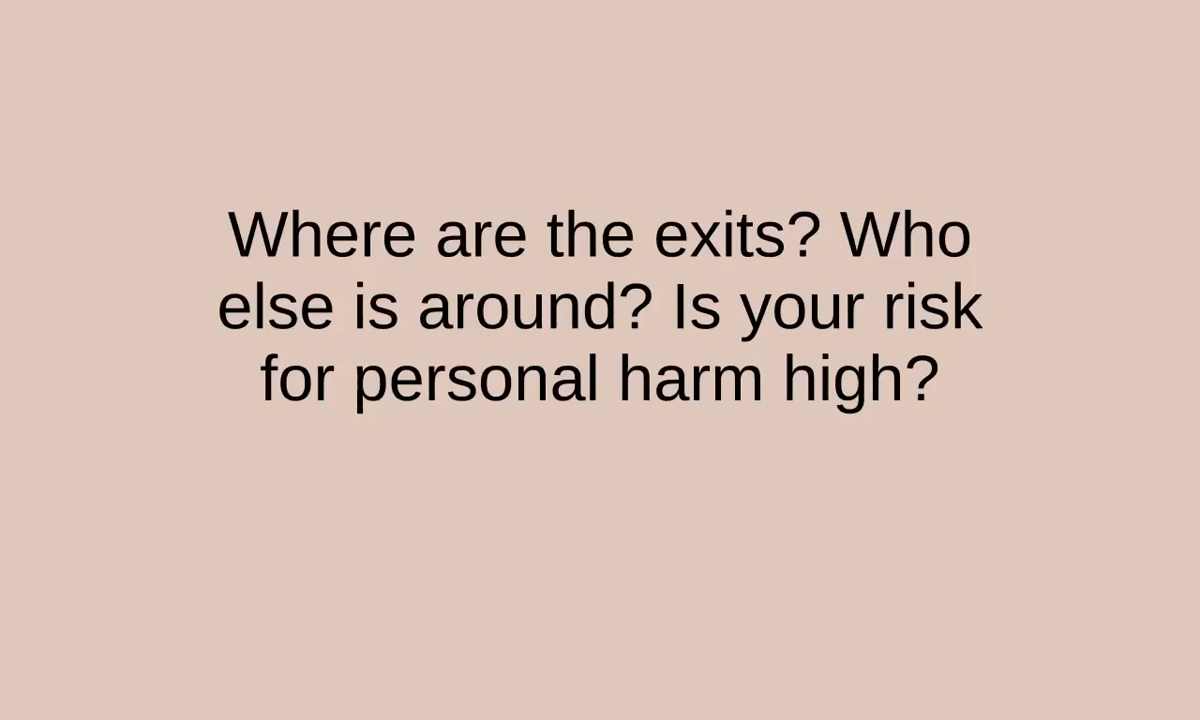 Where are the exits? Who
else is around? Is your risk
for personal harm high?